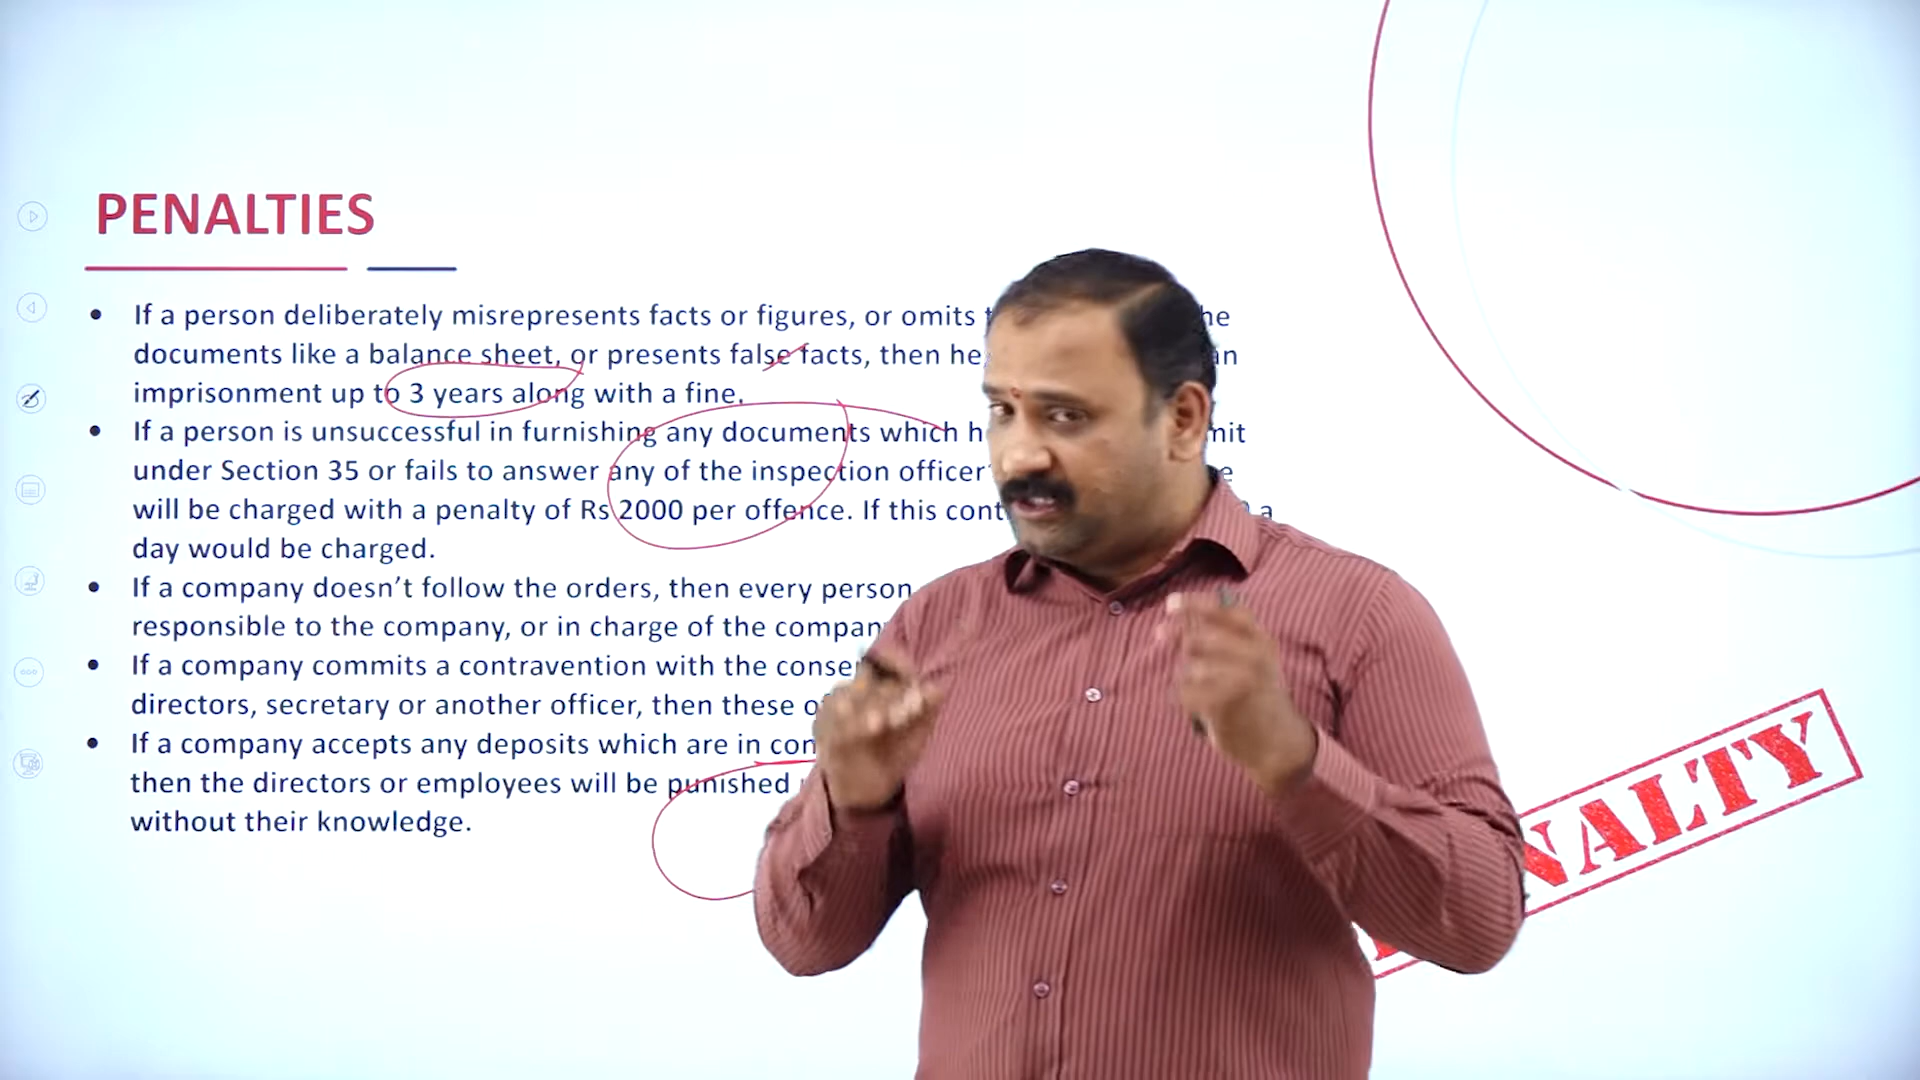 PENALTIES
• If a person deliberately misrepresents facts or figures, or omits
documents like a balance sheet, or presents false facts, then he
imprisonment up to 3 years along with a fine.
• If a person is unsuccessful in furnishing any documents which
under Section 35 or fails to answer any of the inspection officer
will be charged with a penalty of Rs 2000 per offence. If this a
day would be charged.
• If a company doesn't follow the orders, then every person
responsible to the company, or in charge of the
• If a company commits a contravention with the
directors, secretary or another officer, then these
• If a company accepts any deposits which are in
then the directors or employees will be punished
without their knowledge.
NALTY